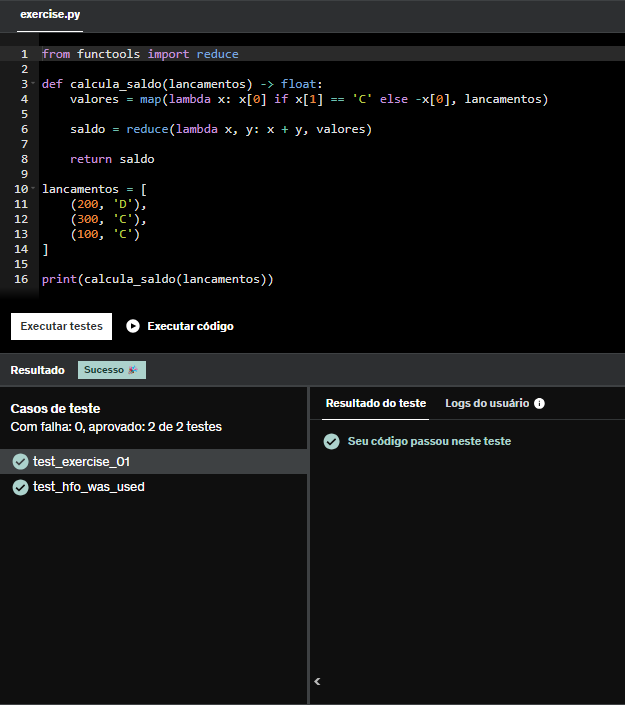 exercise.py
1 from functools import reduce
2
3 def calcula_saldo(lancamentos) -> float:
4     valores = map(lambda x: x[0] if x[1] == 'C' else -x[0], lancamentos)
5
6     saldo = reduce(lambda x, y: x + y, valores)
7
8     return saldo
9
10 lancamentos = [
11     (200, 'D'),
12     (300, 'C'),
13     (100, 'C')
14 ]
15
16 print(calcula_saldo(lancamentos))
Executar testes Executar código
Resultado Sucesso 🎉
Casos de teste
Com falha: 0, aprovado: 2 de 2 testes
test_exercise_01
test_hfo_was_used
Resultado do teste Logs do usuário
Seu código passou neste teste